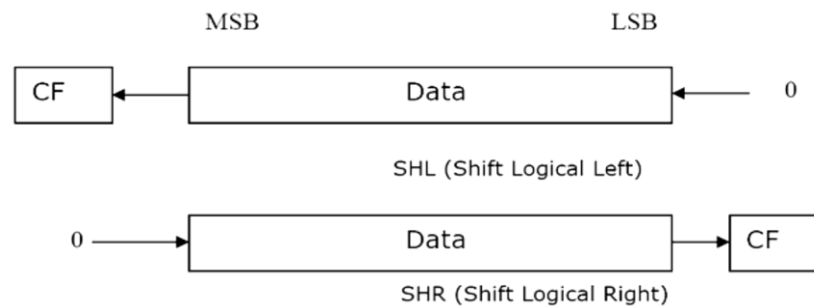 MSB LSB
CF Data 0
SHL (Shift Logical Left)
0 Data CF
SHR (Shift Logical Right)